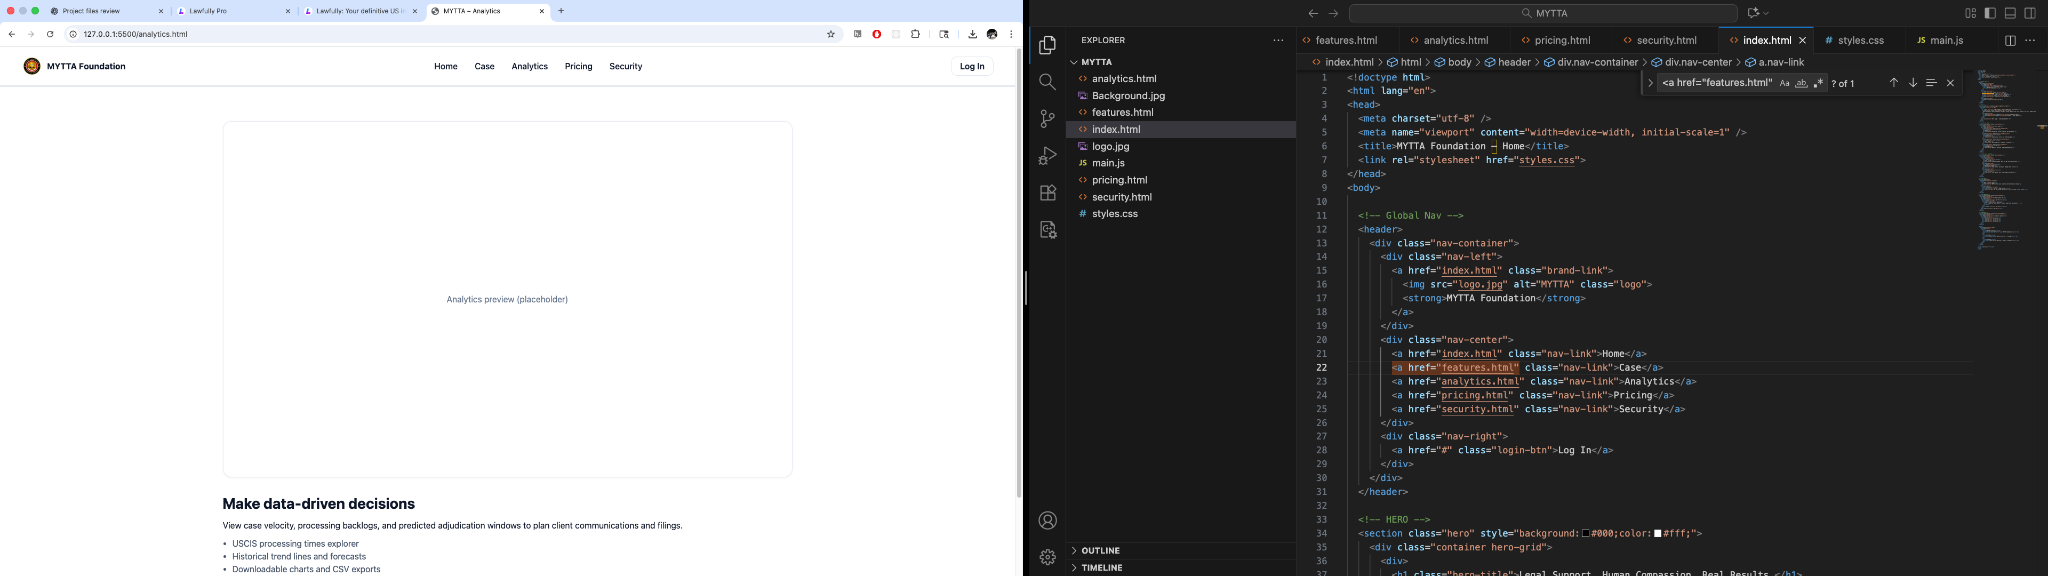 Project files review
Lawfully Pro
Lawfully: Your definitive US i
MYTTA – Analytics
127.0.0.1:5500/analytics.html
MYTTA Foundation
Home Case Analytics Pricing Security
Log In
Analytics preview (placeholder)
Make data-driven decisions
View case velocity, processing backlogs, and predicted adjudication windows to plan client communications and filings.
• USCIS processing times explorer
• Historical trend lines and forecasts
• Downloadable charts and CSV exports
MYTTA
EXPLORER
MYTTA
analytics.html
Background.jpg
features.html
index.html
logo.jpg
main.js
pricing.html
security.html
styles.css
OUTLINE
TIMELINE
features.html analytics.html pricing.html security.html index.html styles.css main.js
index.html > html > body > header > div.nav-container > div.nav-center > a.nav-link
<a href="features.html" Aa ab .* ? of 1
1 <!doctype html>
2 <html lang="en">
3 <head>
4 <meta charset="utf-8" />
5 <meta name="viewport" content="width=device-width, initial-scale=1" />
6 <title>MYTTA Foundation – Home</title>
7 <link rel="stylesheet" href="styles.css">
8 </head>
9 <body>
10
11 <!-- Global Nav -->
12 <header>
13 <div class="nav-container">
14 <div class="nav-left">
15 <a href="index.html" class="brand-link">
16 <img src="logo.jpg" alt="MYTTA" class="logo">
17 <strong>MYTTA Foundation</strong>
18 </a>
19 </div>
20 <div class="nav-center">
21 <a href="index.html" class="nav-link">Home</a>
22 <a href="features.html" class="nav-link">Case</a>
23 <a href="analytics.html" class="nav-link">Analytics</a>
24 <a href="pricing.html" class="nav-link">Pricing</a>
25 <a href="security.html" class="nav-link">Security</a>
26 </div>
27 <div class="nav-right">
28 <a href="#" class="login-btn">Log In</a>
29 </div>
30 </div>
31 </header>
32
33 <!-- HERO -->
34 <section class="hero" style="background:#000;color:#fff;">
35 <div class="container hero-grid">
36 <div>
37 <h1 class="hero-title">Legal Support. Human Compassion. Real Results.</h1>